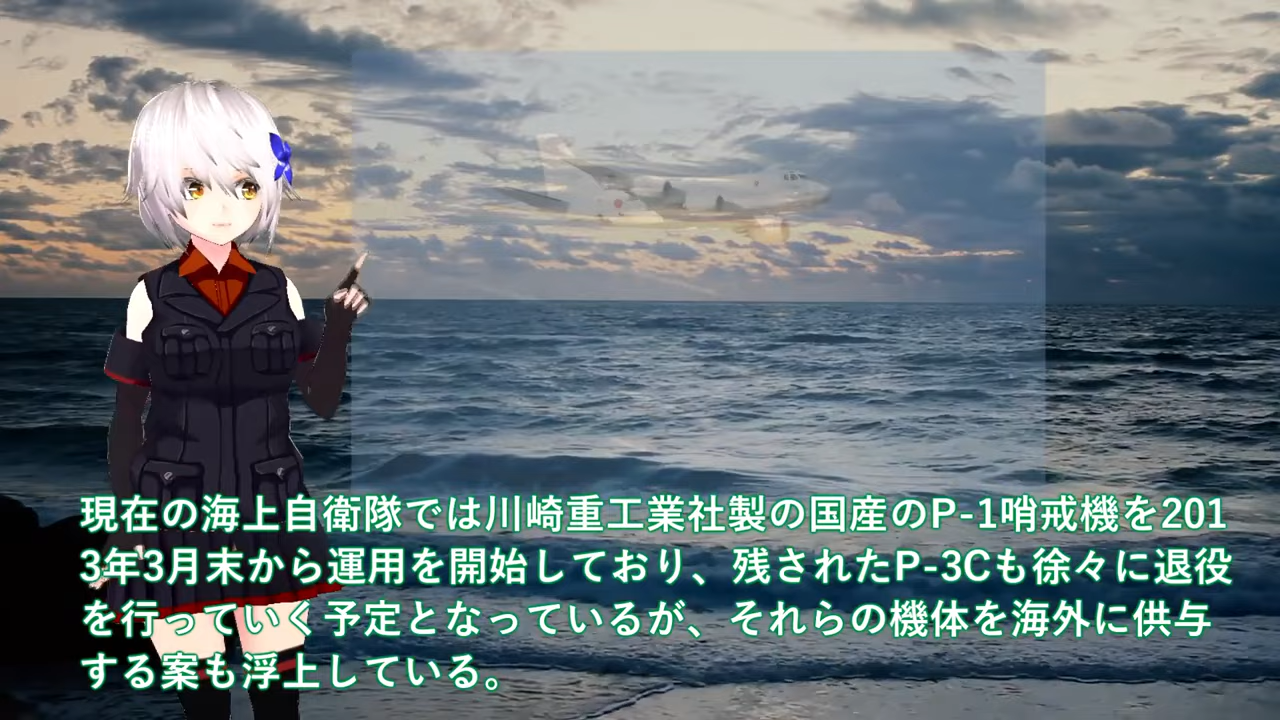 現在の海上自衛隊では川崎重工業社製の国産のP-1哨戒機を201
3年3月末から運用を開始しており、残されたP-3Cも徐々に退役
を行っていく予定となっているが、それらの機体を海外に供与
する案も浮上している。